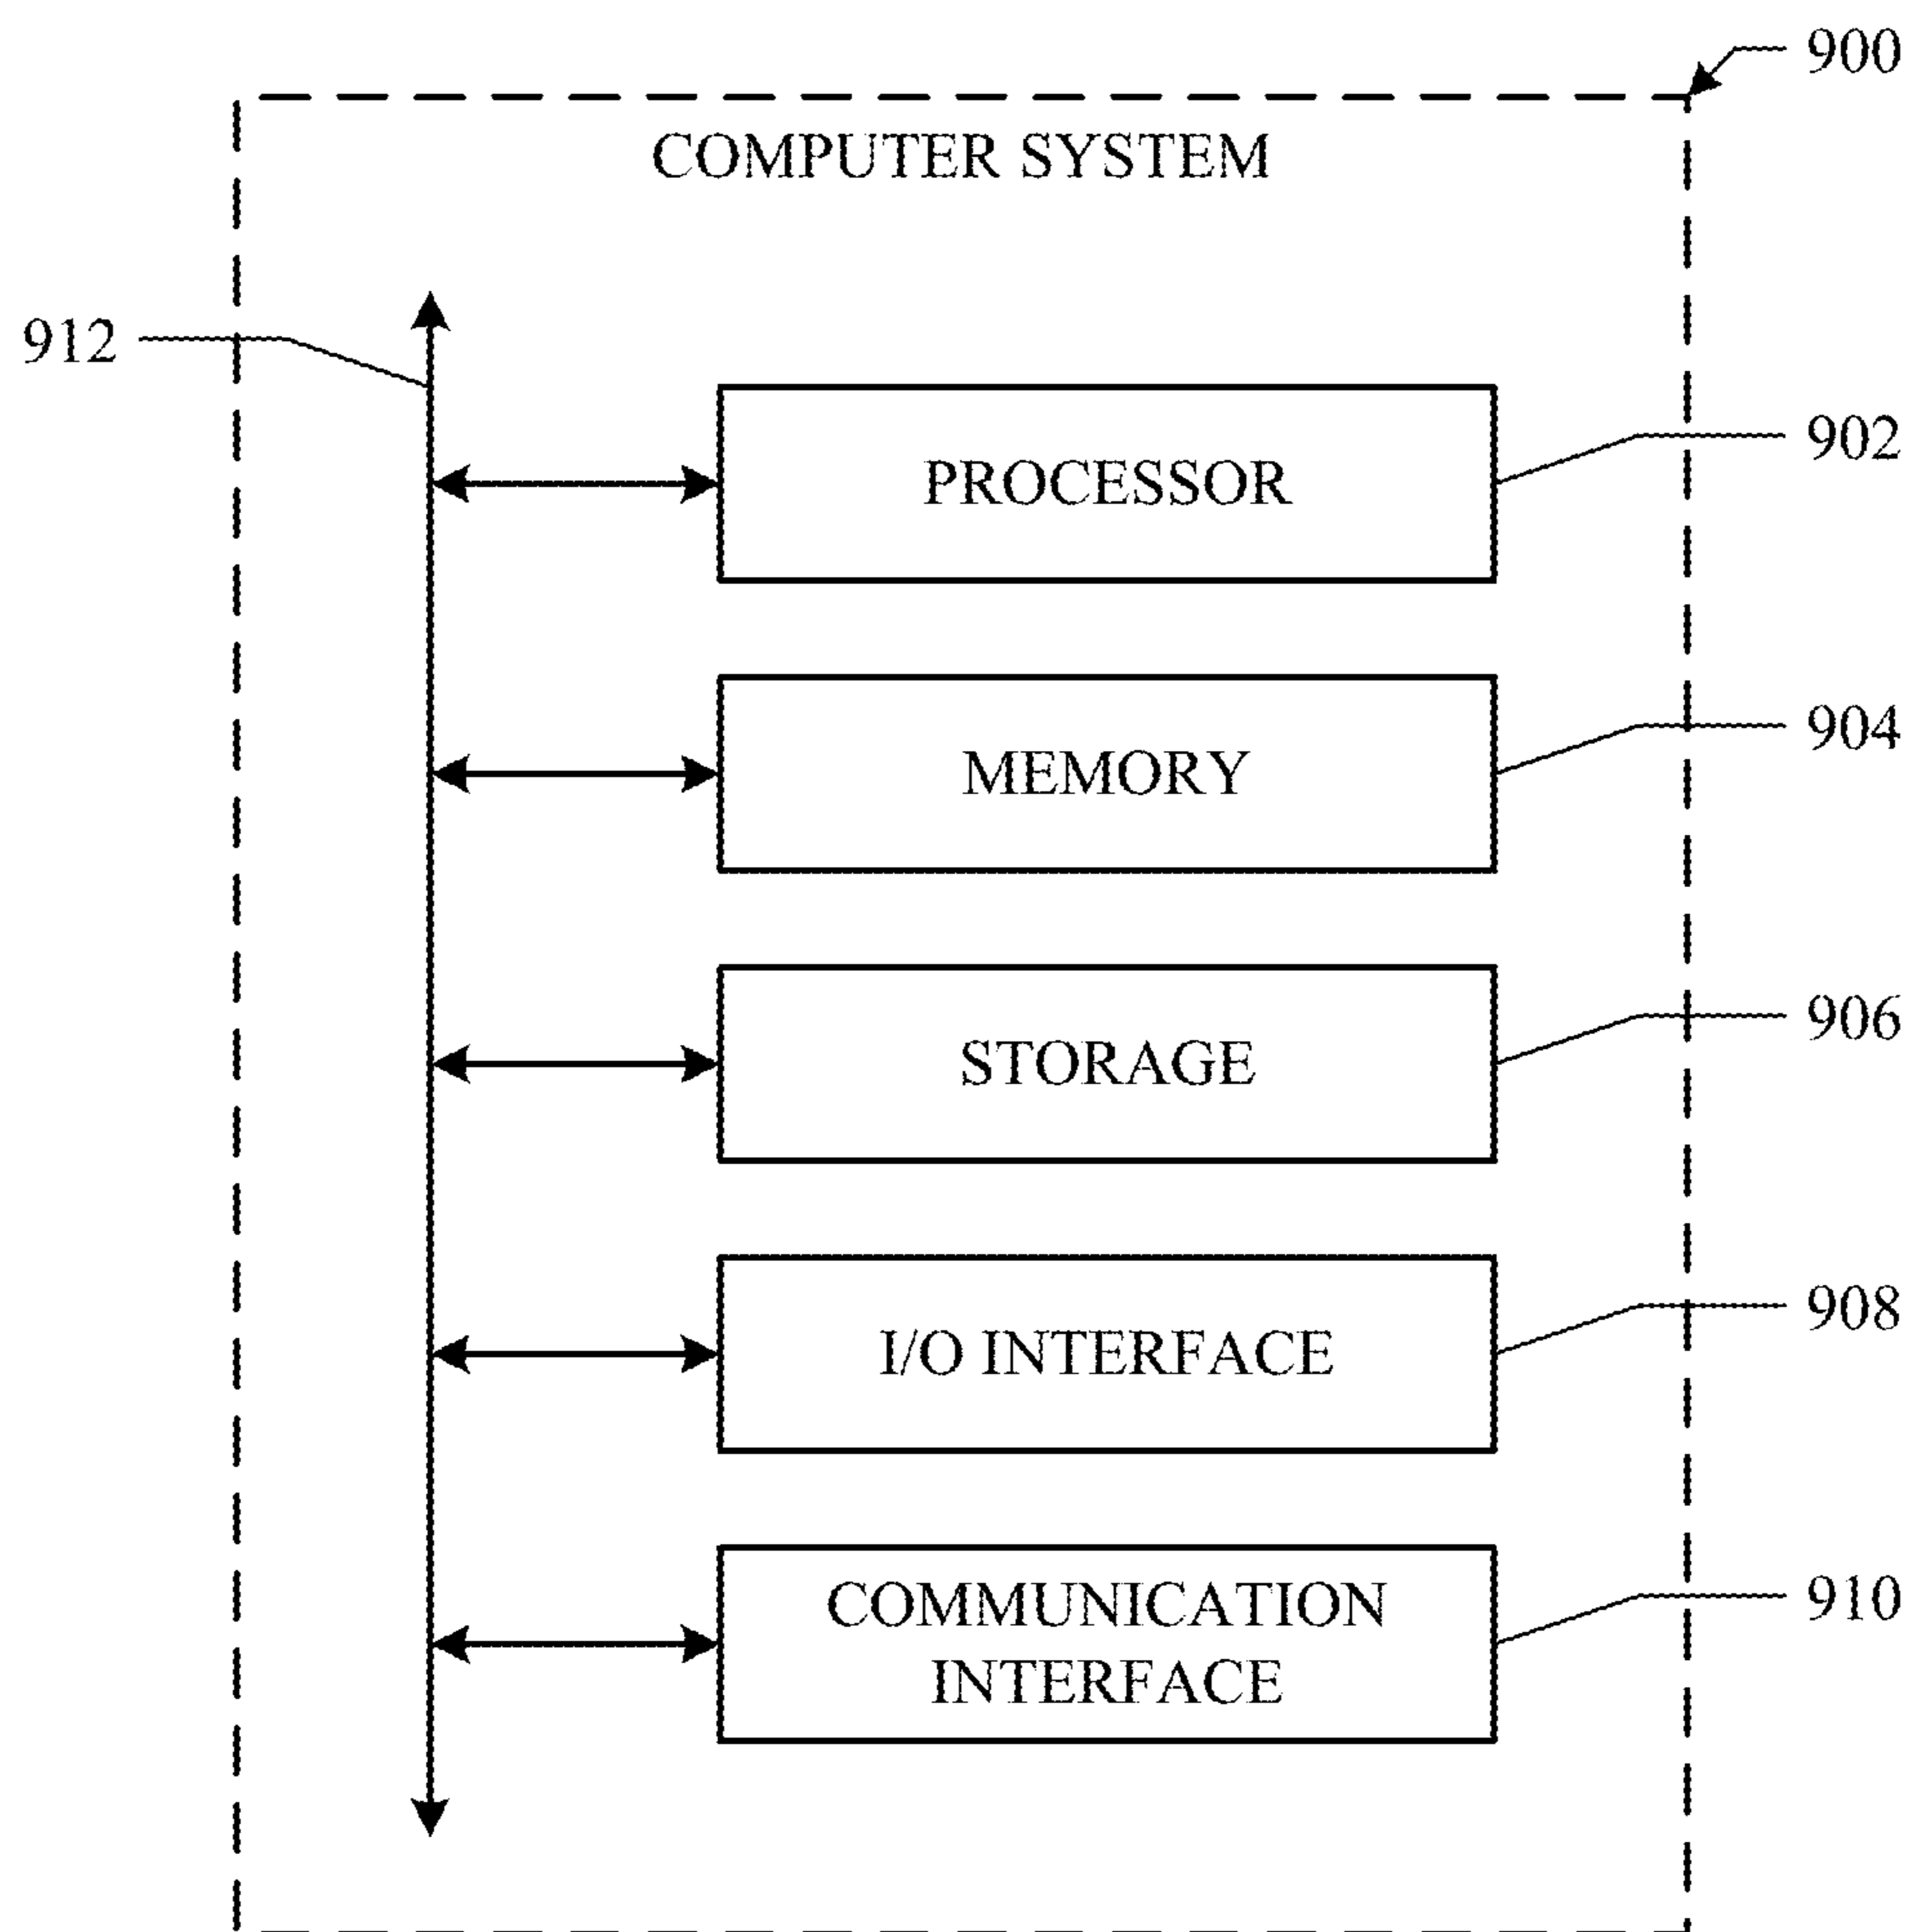 900
COMPUTER SYSTEM
912
902
PROCESSOR
904
MEMORY
906
STORAGE
908
I/O INTERFACE
910
COMMUNICATION
INTERFACE